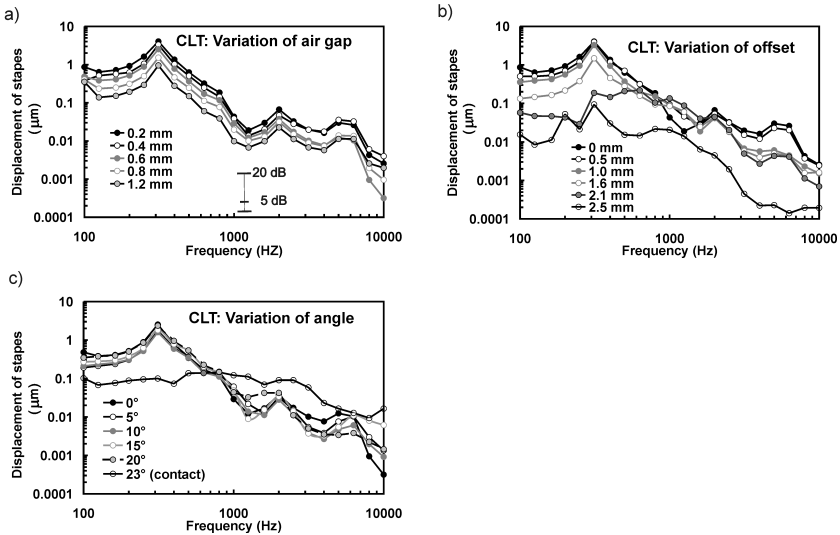 a)
CLT: Variation of air gap
Displacement of stapes
(µm)
10
1
0.1
0.01
0.001
0.0001
0.2 mm
0.4 mm
0.6 mm
0.8 mm
1.2 mm
20 dB
5 dB
100
1000
10000
Frequency (HZ)
b)
CLT: Variation of offset
Displacement of stapes
(µm)
10
1
0.1
0.01
0.001
0.0001
0 mm
0.5 mm
1.0 mm
1.6 mm
2.1 mm
2.5 mm
100
1000
10000
Frequency (Hz)
c)
CLT: Variation of angle
Displacement of stapes
(µm)
10
1
0.1
0.01
0.001
0.0001
0°
5°
10°
15°
20°
23° (contact)
100
1000
10000
Frequency (Hz)